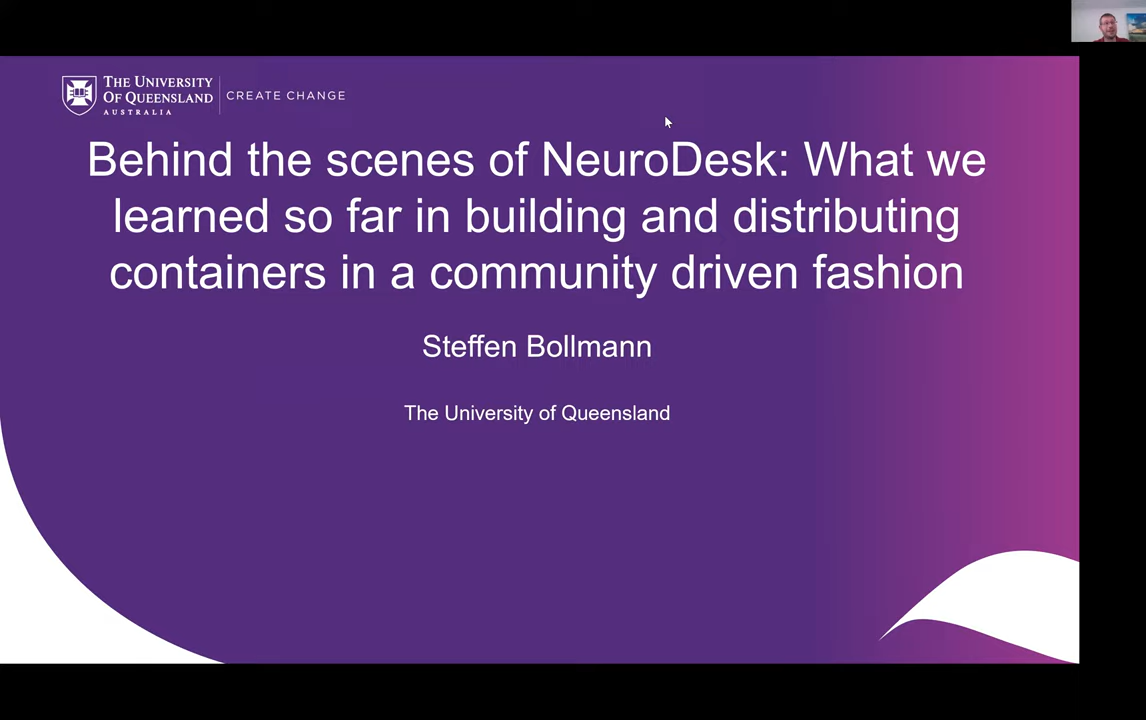 THE UNIVERSITY
OF QUEENSLAND
AUSTRALIA
CREATE CHANGE
Behind the scenes of NeuroDesk: What we
learned so far in building and distributing
containers in a community driven fashion
Steffen Bollmann
The University of Queensland